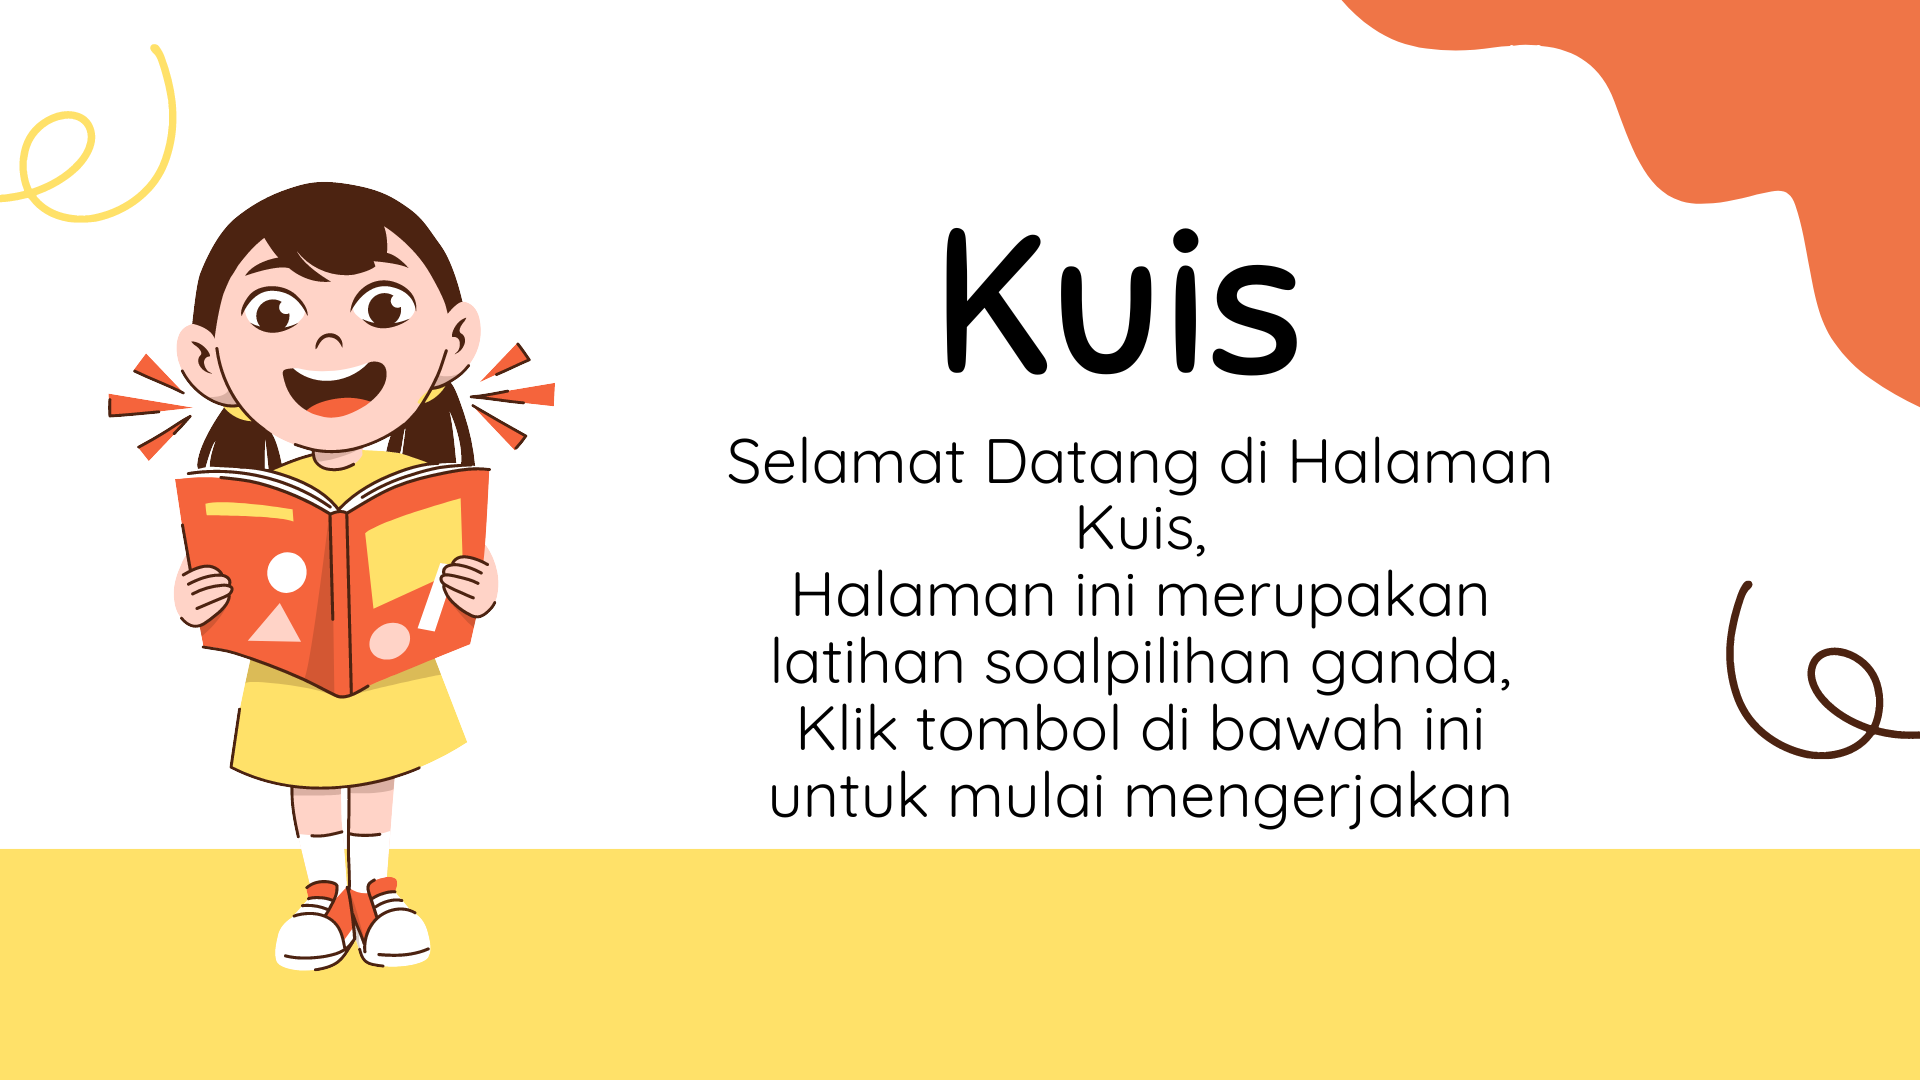 Kuis
Selamat Datang di Halaman
Kuis,
Halaman ini merupakan
latihan soalpilihan ganda,
Klik tombol di bawah ini
untuk mulai mengerjakan